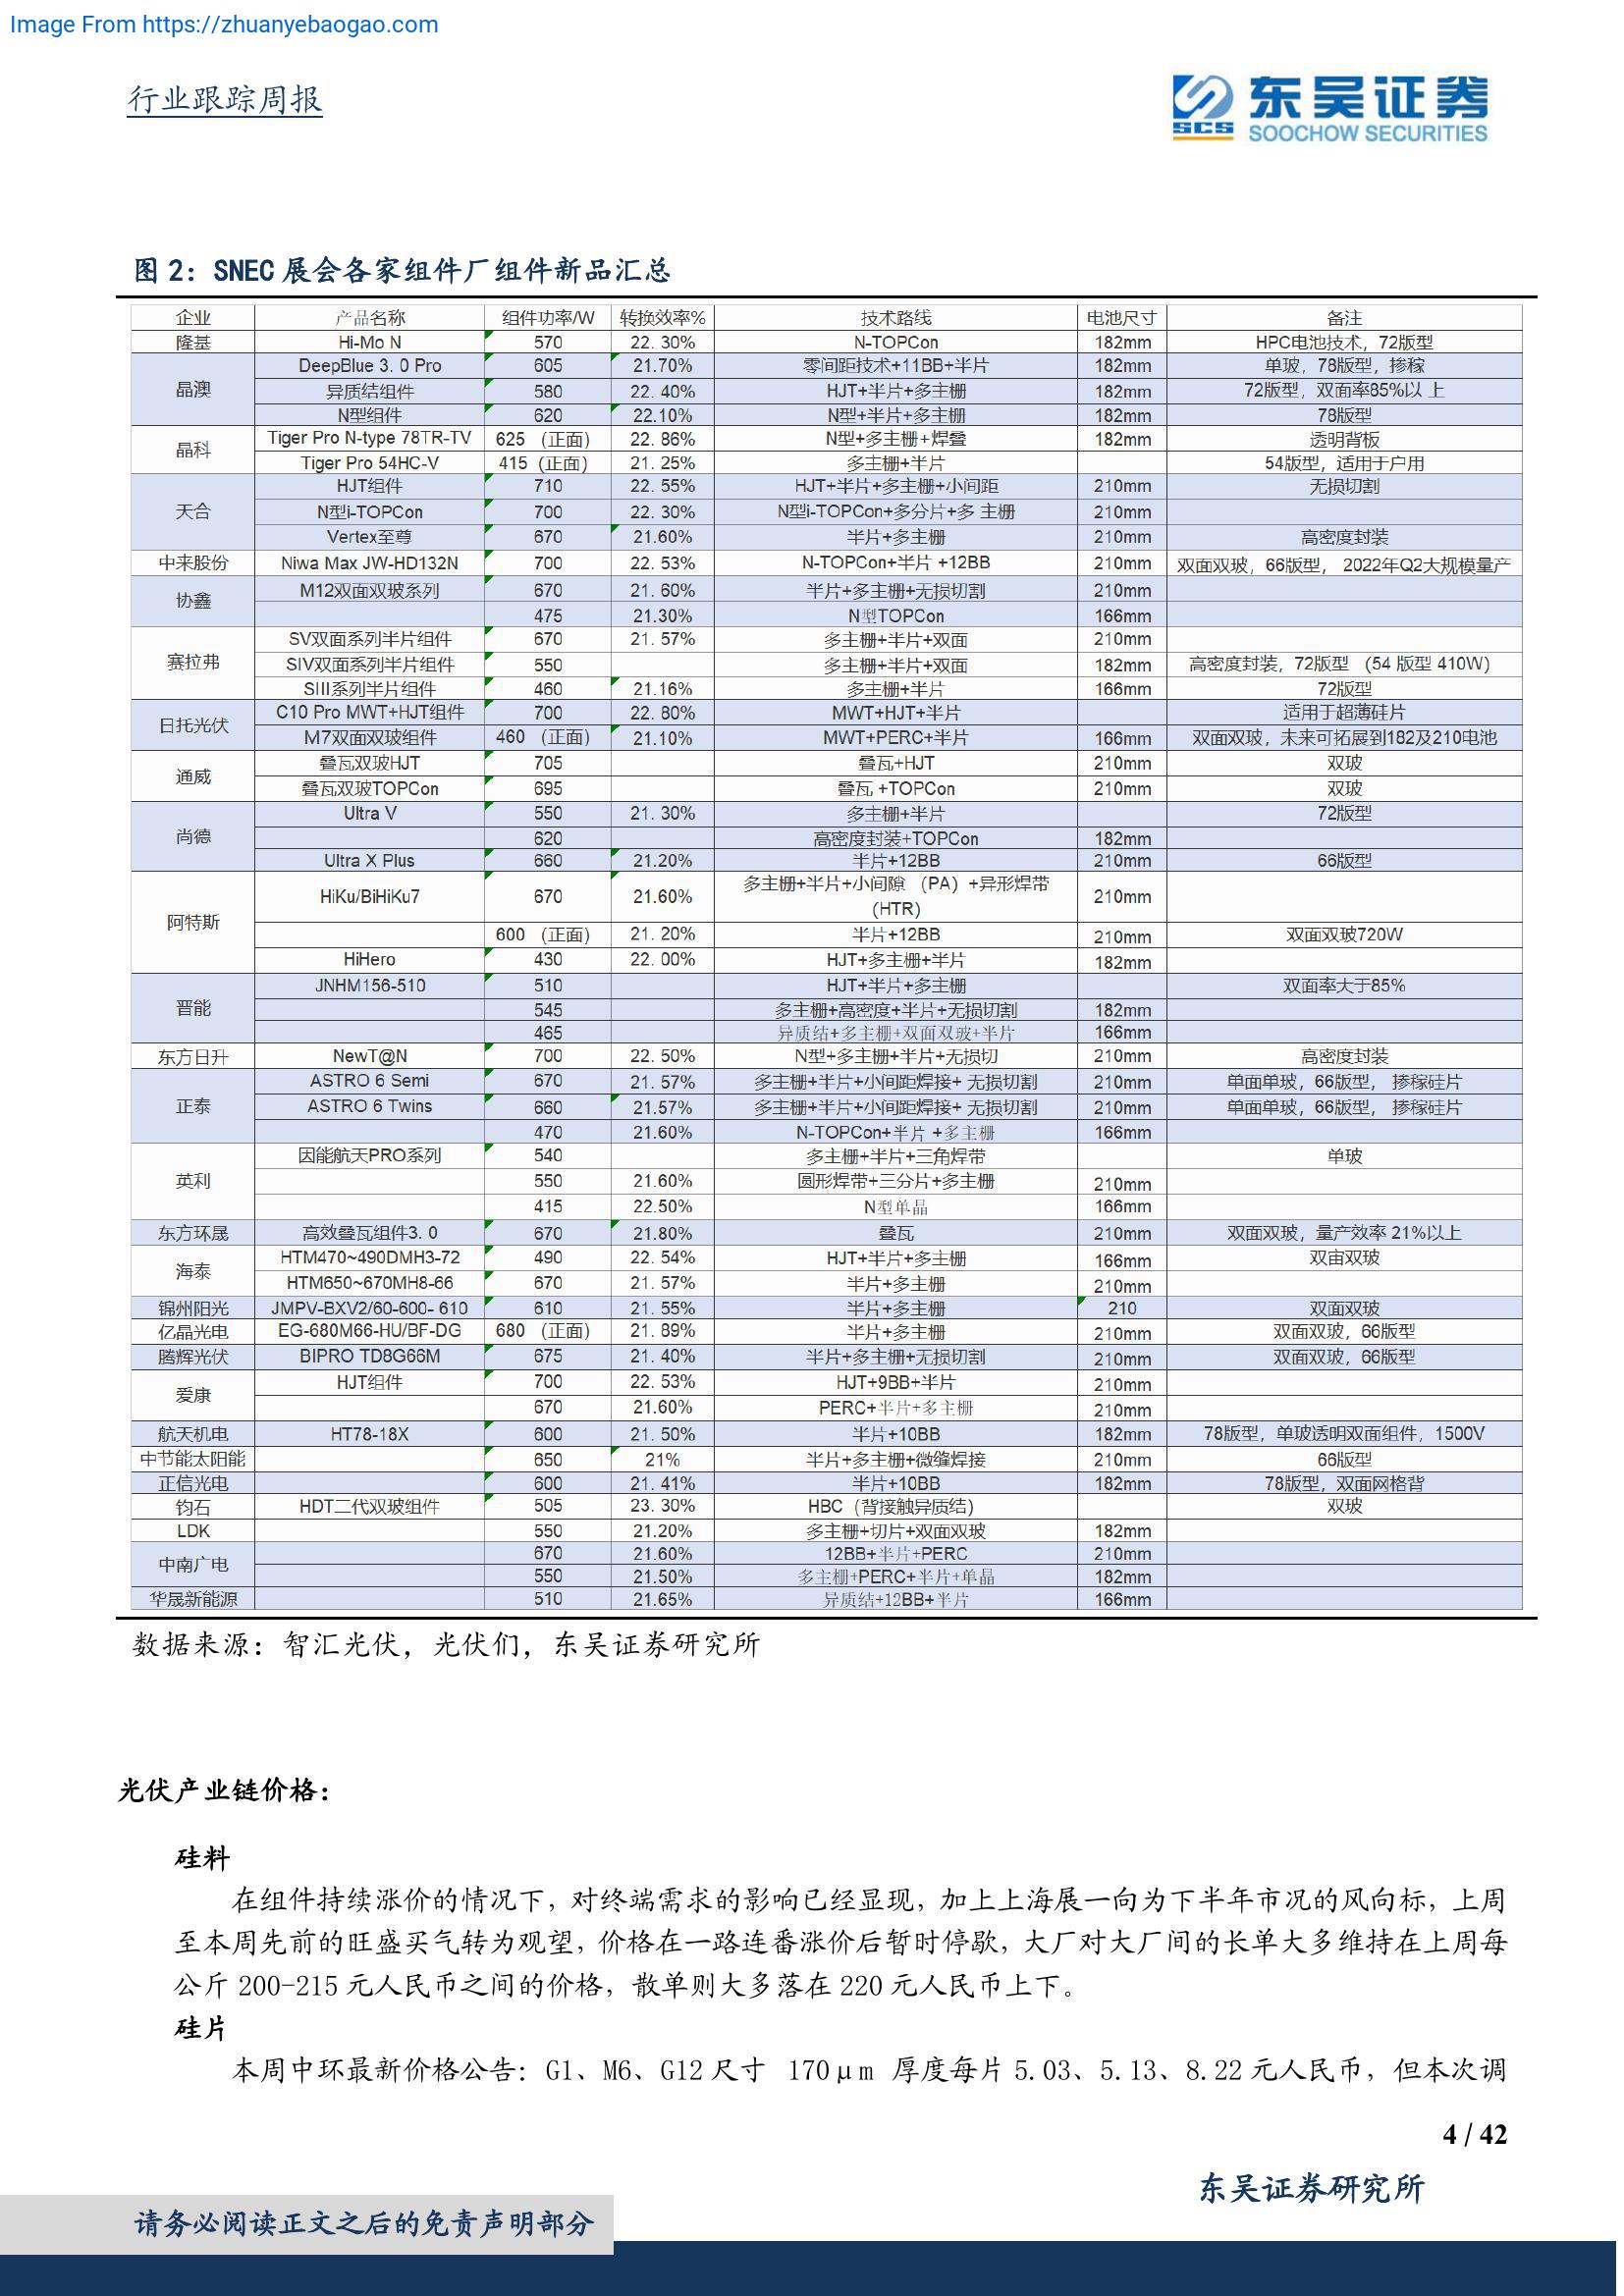 Image From https://zhuanyebaogao.com
行业跟踪周报
SCS 东吴证券
SOOCHOW SECURITIES
图 2：SNEC 展会各家组件厂组件新品汇总
企业 产品名称 组件功率/W 转换效率% 技术路线 电池尺寸 备注
隆基 Hi-Mo N 570 22. 30% N-TOPCon 182mm HPC电池技术，72版型
晶澳 DeepBlue 3. 0 Pro 605 21.70% 零间距技术+11BB+半片 182mm 单玻，78版型，掺稼
异质结组件 580 22. 40% HJT+半片+多主栅 182mm 72版型，双面率85%以 上
N型组件 620 22.10% N型+半片+多主栅 182mm 78版型
晶科 Tiger Pro N-type 78TR-TV 625 （正面） 22. 86% N型+多主栅+焊叠 182mm 透明背板
Tiger Pro 54HC-V 415 （正面） 21. 25% 多主栅+半片 54版型，适用于户用
天合 HJT组件 710 22. 55% HJT+半片+多主栅+小间距 210mm 无损切割
N型i-TOPCon 700 22. 30% N型i-TOPCon+多分片+多 主栅 210mm
Vertex至尊 670 21.60% 半片+多主栅 210mm 高密度封装
中来股份 Niwa Max JW-HD132N 700 22. 53% N-TOPCon+半片 +12BB 210mm 双面双玻，66版型， 2022年Q2大规模量产
协鑫 M12双面双玻系列 670 21. 60% 半片+多主栅+无损切割 210mm
475 21.30% N型TOPCon 166mm
赛拉弗 SV双面系列半片组件 670 21. 57% 多主栅+半片+双面 210mm
SIV双面系列半片组件 550 多主栅+半片+双面 182mm 高密度封装，72版型 （54 版型 410W）
SIII系列半片组件 460 21.16% 多主栅+半片 166mm 72版型
日托光伏 C10 Pro MWT+HJT组件 700 22. 80% MWT+HJT+半片 适用于超薄硅片
M7双面双玻组件 460 （正面） 21.10% MWT+PERC+半片 166mm 双面双玻，未来可拓展到182及210电池
通威 叠瓦双玻HJT 705 叠瓦+HJT 210mm 双玻
叠瓦双玻TOPCon 695 叠瓦 +TOPCon 210mm 双玻
尚德 Ultra V 550 21. 30% 多主栅+半片 72版型
620 高密度封装+TOPCon 182mm
Ultra X Plus 660 21.20% 半片+12BB 210mm 66版型
阿特斯 HiKu/BiHiKu7 670 21.60% 多主栅+半片+小间隙 （PA）+异形焊带
（HTR） 210mm
600 （正面） 21. 20% 半片+12BB 210mm 双面双玻720W
HiHero 430 22. 00% HJT+多主栅+半片 182mm
晋能 JNHM156-510 510 HJT+半片+多主栅 双面率大于85%
545 多主栅+高密度+半片+无损切割 182mm
465 异质结+多主栅+双面双玻+半片 166mm
东方日升 NewT@N 700 22. 50% N型+多主栅+半片+无损切 210mm 高密度封装
正泰 ASTRO 6 Semi 670 21. 57% 多主栅+半片+小间距焊接+ 无损切割 210mm 单面单玻，66版型， 掺稼硅片
ASTRO 6 Twins 660 21.57% 多主栅+半片+小间距焊接+ 无损切割 210mm 单面单玻，66版型， 掺稼硅片
470 21.60% N-TOPCon+半片 +多主栅 166mm
英利 因能航天PRO系列 540 多主栅+半片+三角焊带 单玻
550 21.60% 圆形焊带+三分片+多主栅 210mm
415 22.50% N型单晶 166mm
东方环晟 高效叠瓦组件3. 0 670 21.80% 叠瓦 210mm 双面双玻，量产效率 21%以上
海泰 HTM470~490DMH3-72 490 22. 54% HJT+半片+多主栅 166mm 双宙双玻
HTM650~670MH8-66 670 21. 57% 半片+多主栅 210mm
锦州阳光 JMPV-BXV2/60-600- 610 610 21. 55% 半片+多主栅 210 双面双玻
亿晶光电 EG-680M66-HU/BF-DG 680 （正面） 21. 89% 半片+多主栅 210mm 双面双玻，66版型
腾辉光伏 BIPRO TD8G66M 675 21. 40% 半片+多主栅+无损切割 210mm 双面双玻，66版型
爱康 HJT组件 700 22. 53% HJT+9BB+半片 210mm
670 21.60% PERC+半片+多主栅 210mm
航天机电 HT78-18X 600 21. 50% 半片+10BB 182mm 78版型，单玻透明双面组件，1500V
中节能太阳能 650 21% 半片+多主栅+微缝焊接 210mm 66版型
正信光电 600 21. 41% 半片+10BB 182mm 78版型，双面网格背
钧石 HDT二代双玻组件 505 23. 30% HBC（背接触异质结） 双玻
LDK 550 21.20% 多主栅+切片+双面双玻 182mm
中南广电 670 21.60% 12BB+半片+PERC 210mm
550 21.50% 多主栅+PERC+半片+单晶 182mm
华晟新能源 510 21.65% 异质结+12BB+半片 166mm
数据来源：智汇光伏，光伏们，东吴证券研究所
光伏产业链价格：
硅料
在组件持续涨价的情况下，对终端需求的影响已经显现，加上上海展一向为下半年市况的风向标，上周
至本周先前的旺盛买气转为观望，价格在一路连番涨价后暂时停歇，大厂对大厂间的长单大多维持在上周每
公斤 200-215 元人民币之间的价格，散单则大多落在 220 元人民币上下。
硅片
本周中环最新价格公告：G1、M6、G12 尺寸 170μm 厚度每片 5.03、5.13、8.22 元人民币，但本次调
4 / 42
东吴证券研究所
请务必阅读正文之后的免责声明部分